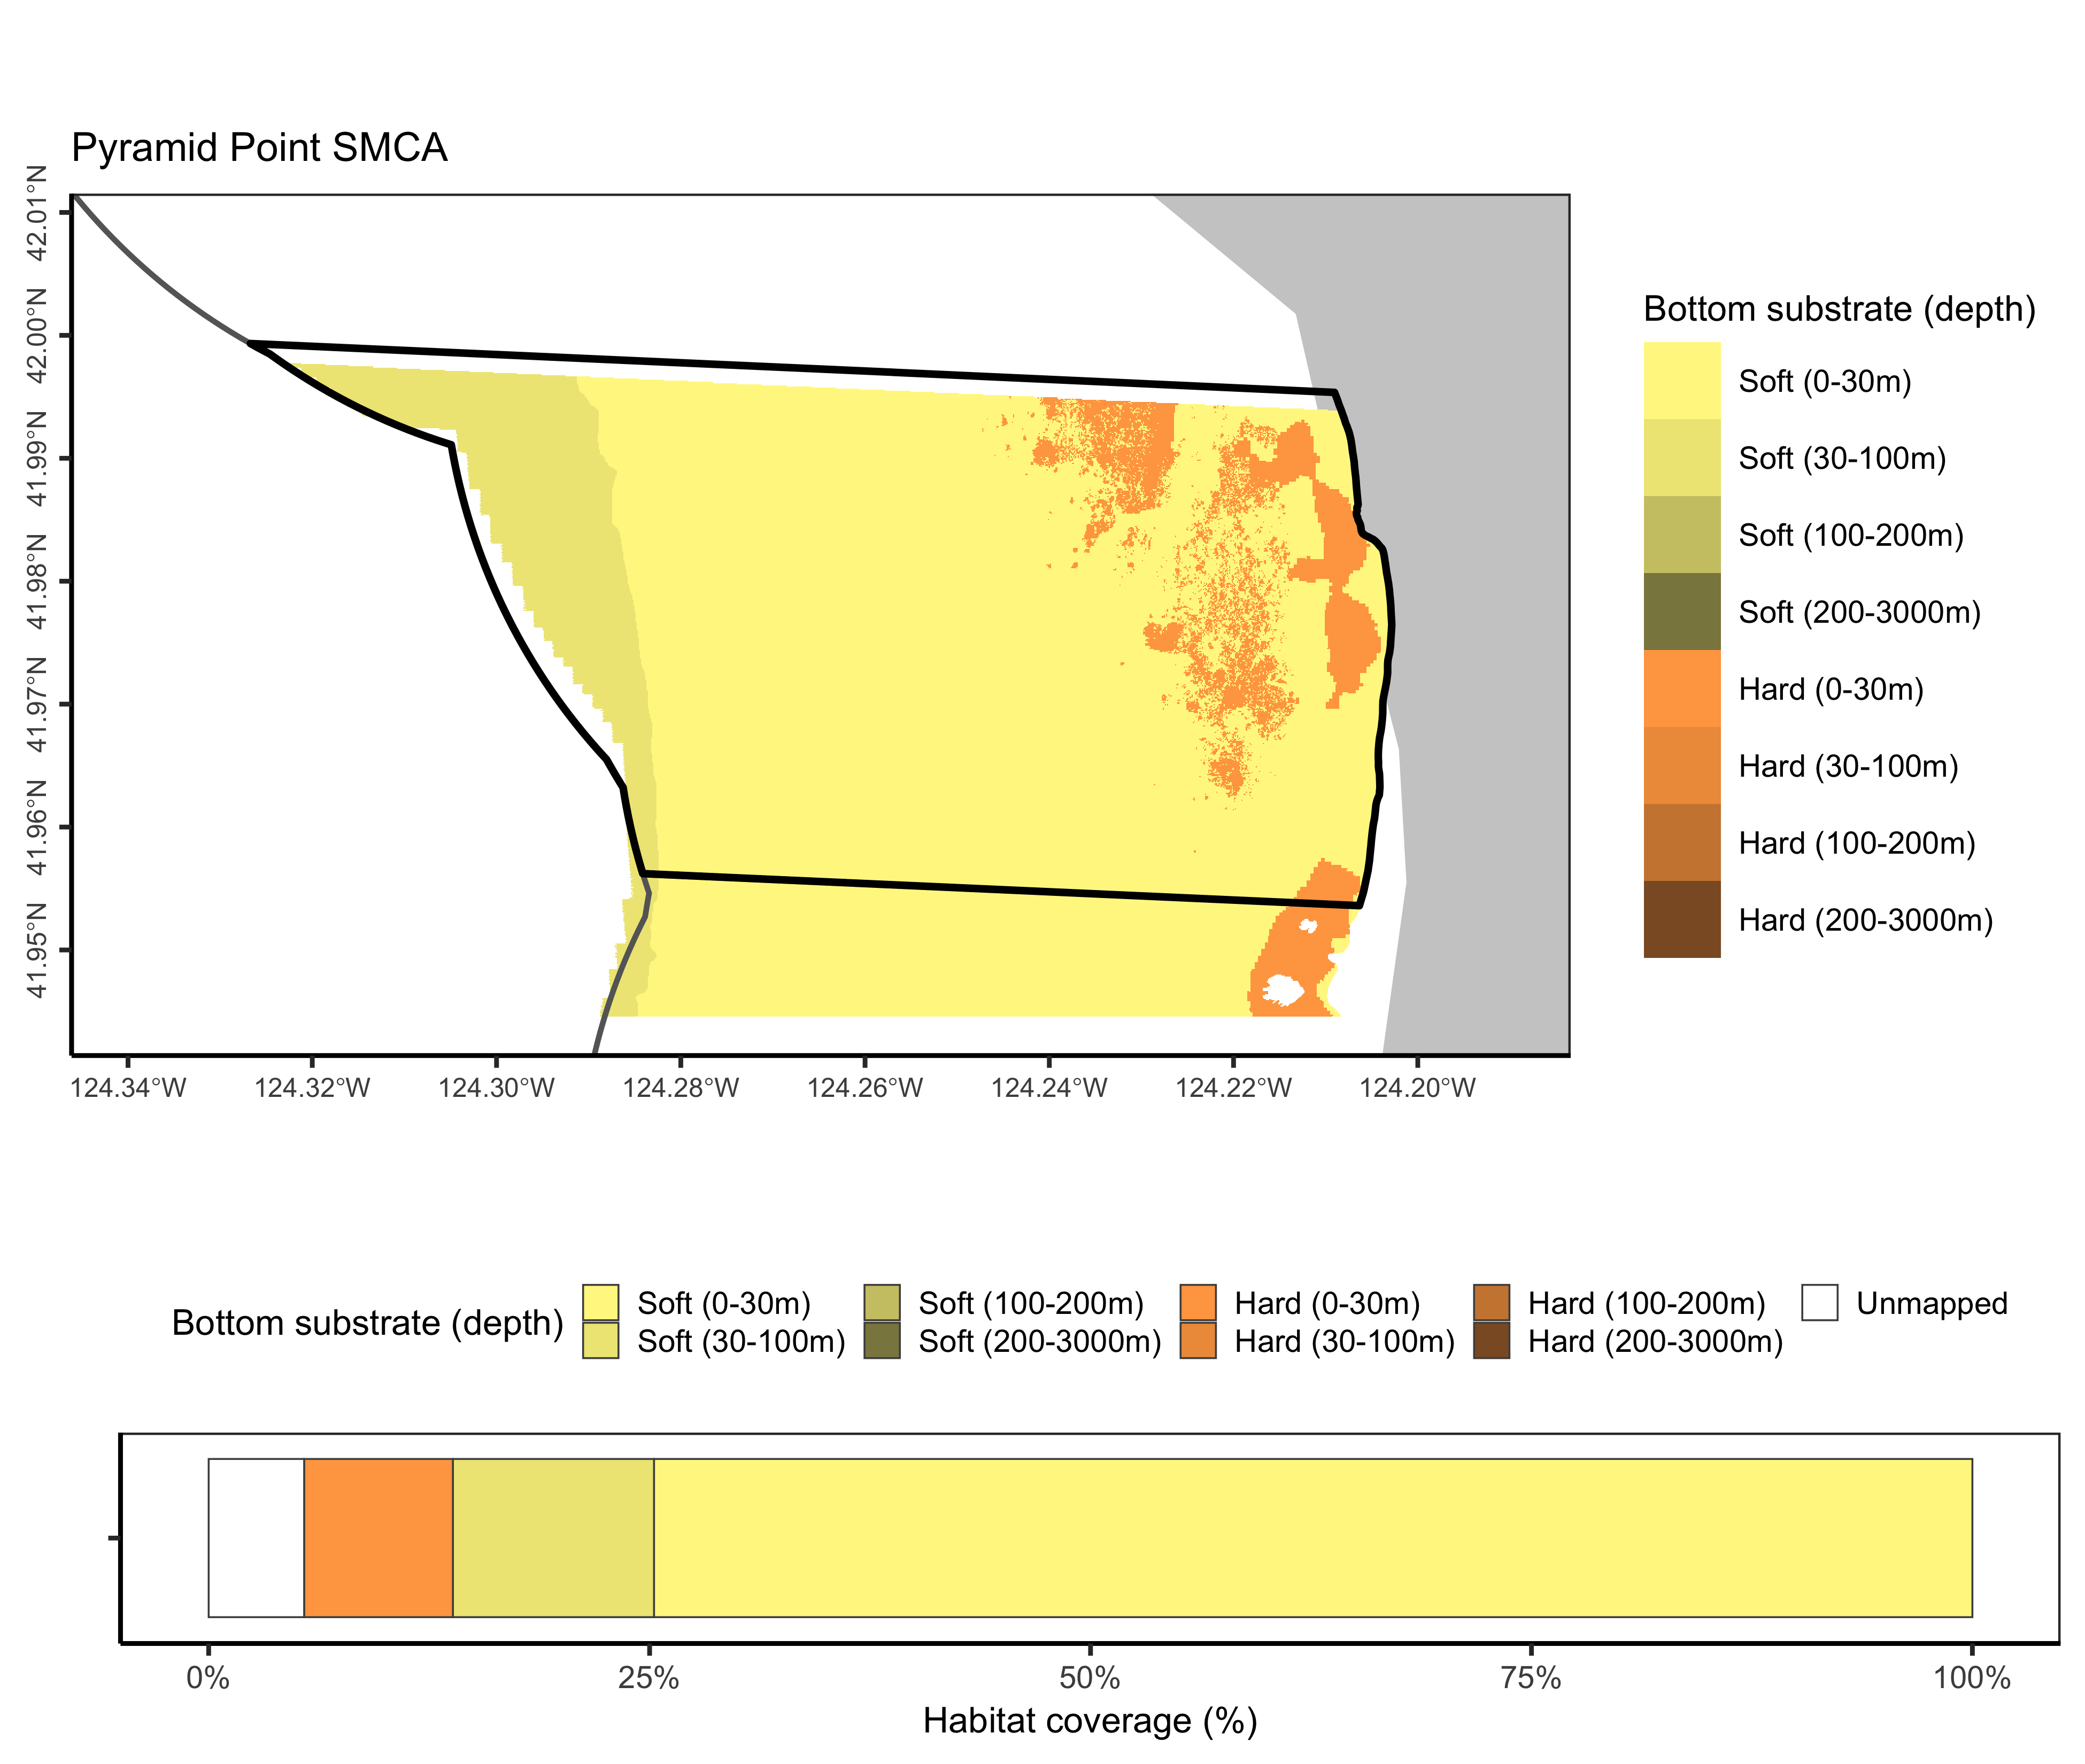 Pyramid Point SMCA
42.01°N
42.00°N
41.99°N
41.98°N
41.97°N
41.96°N
41.95°N
124.34°W 124.32°W 124.30°W 124.28°W 124.26°W 124.24°W 124.22°W 124.20°W
Bottom substrate (depth)
Soft (0-30m)
Soft (30-100m)
Soft (100-200m)
Soft (200-3000m)
Hard (0-30m)
Hard (30-100m)
Hard (100-200m)
Hard (200-3000m)
Bottom substrate (depth)
Soft (0-30m) Soft (100-200m) Hard (0-30m) Hard (100-200m) Unmapped
Soft (30-100m) Soft (200-3000m) Hard (30-100m) Hard (200-3000m)
0% 25% 50% 75% 100%
Habitat coverage (%)